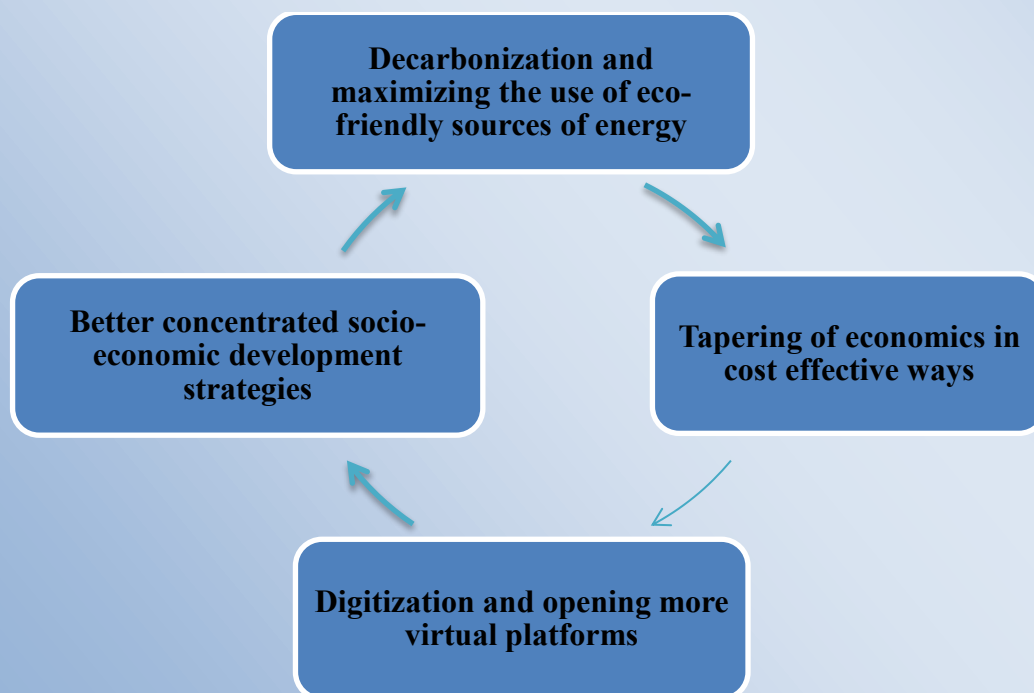 Decarbonization and
maximizing the use of eco-
friendly sources of energy
Better concentrated socio-
economic development
strategies
Tapering of economics in
cost effective ways
Digitization and opening more
virtual platforms